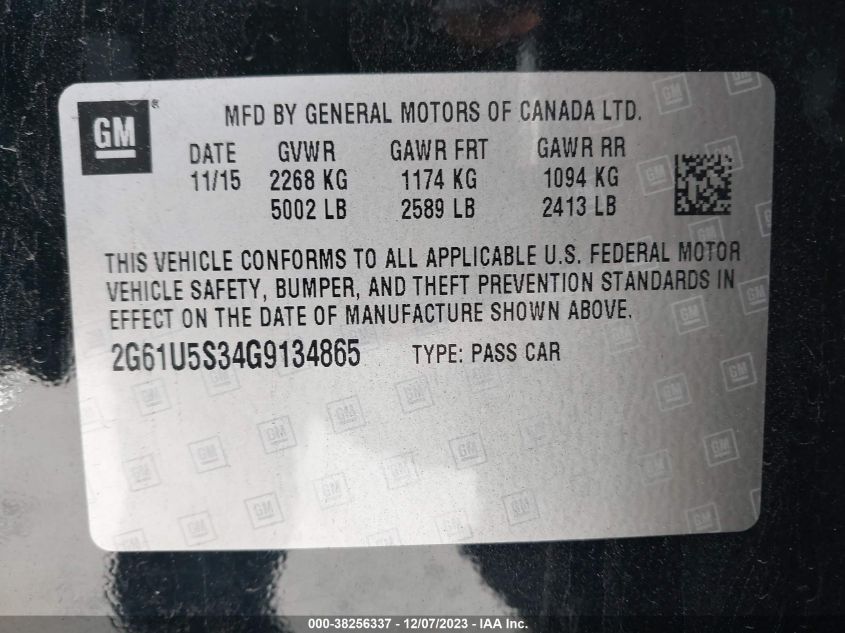 GM ®
MFD BY GENERAL MOTORS OF CANADA LTD.
DATE GVWR GAWR FRT GAWR RR
11/15 2268 KG 1174 KG 1094 KG
5002 LB 2589 LB 2413 LB
THIS VEHICLE CONFORMS TO ALL APPLICABLE U.S. FEDERAL MOTOR
VEHICLE SAFETY, BUMPER, AND THEFT PREVENTION STANDARDS IN
EFFECT ON THE DATE OF MANUFACTURE SHOWN ABOVE.
2G61U5S34G9134865 TYPE: PASS CAR
000-38256337 - 12/07/2023 - IAA Inc.